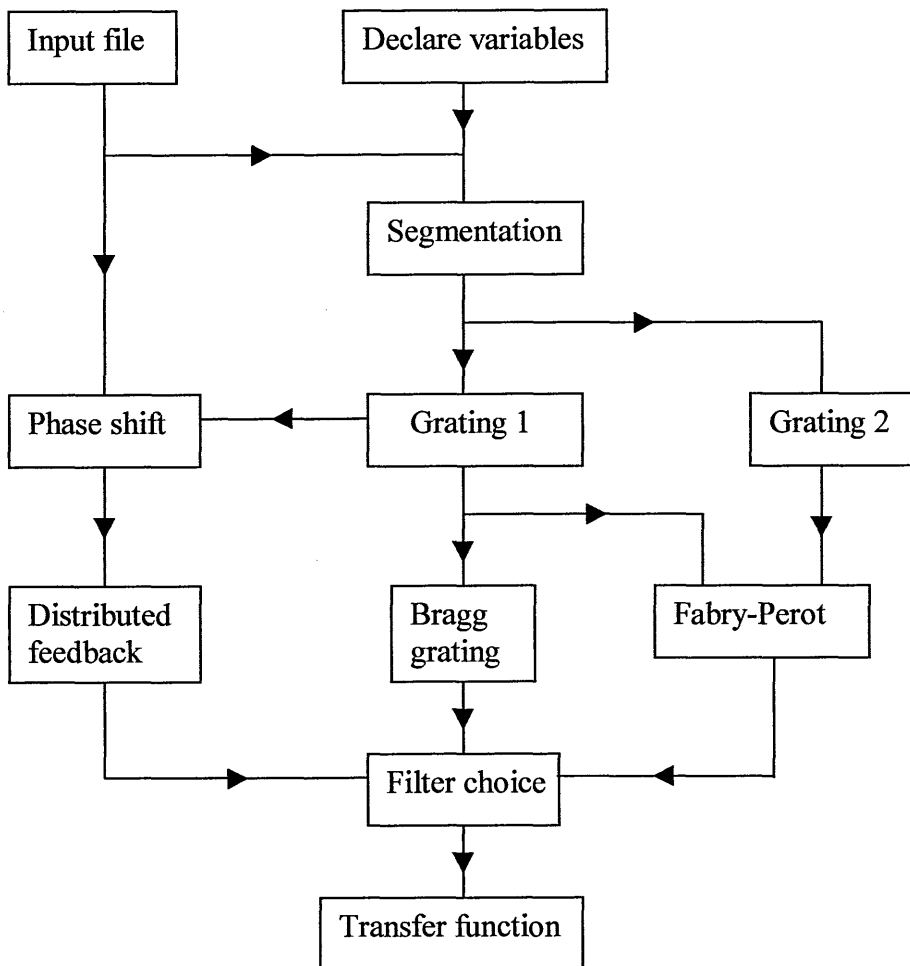 Input file
Declare variables
Segmentation
Phase shift
Grating 1
Grating 2
Distributed
feedback
Bragg
grating
Fabry-Perot
Filter choice
Transfer function